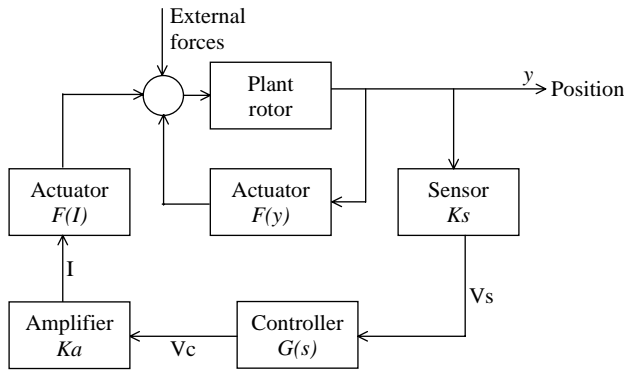 External
forces
Plant
rotor
y
Position
Actuator
F(I)
Actuator
F(y)
Sensor
Ks
I
Vs
Amplifier
Ka
Vc
Controller
G(s)